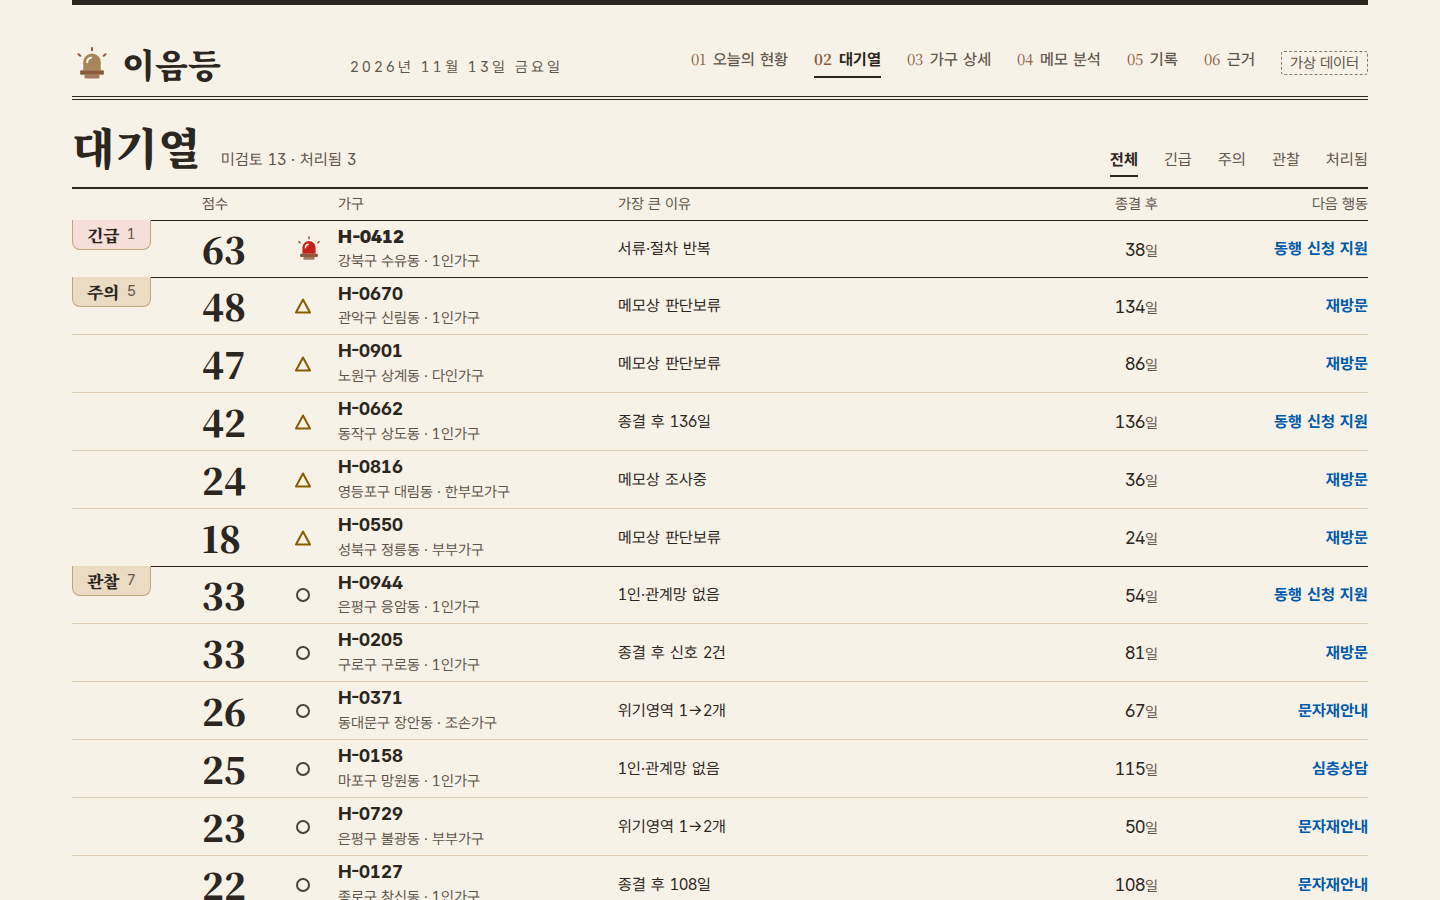 이음등
2026년 11월 13일 금요일
01 오늘의 현황 02 대기열 03 가구 상세 04 메모 분석 05 기록 06 근거 가상 데이터
대기열 미검토 13 · 처리됨 3
전체 긴급 주의 관찰 처리됨
점수 가구 가장 큰 이유 종결 후 다음 행동
긴급 1
63 H-0412 서류·절차 반복 38일 동행 신청 지원
강북구 수유동 · 1인가구
주의 5
48 H-0670 메모상 판단보류 134일 재방문
관악구 신림동 · 1인가구
47 H-0901 메모상 판단보류 86일 재방문
노원구 상계동 · 다인가구
42 H-0662 종결 후 136일 136일 동행 신청 지원
동작구 상도동 · 1인가구
24 H-0816 메모상 조사중 36일 재방문
영등포구 대림동 · 한부모가구
18 H-0550 메모상 판단보류 24일 재방문
성북구 정릉동 · 부부가구
관찰 7
33 H-0944 1인·관계망 없음 54일 동행 신청 지원
은평구 응암동 · 1인가구
33 H-0205 종결 후 신호 2건 81일 재방문
구로구 구로동 · 1인가구
26 H-0371 위기영역 1→2개 67일 문자재안내
동대문구 장안동 · 조손가구
25 H-0158 1인·관계망 없음 115일 심층상담
마포구 망원동 · 1인가구
23 H-0729 위기영역 1→2개 50일 문자재안내
은평구 불광동 · 부부가구
22 H-0127 종결 후 108일 108일 문자재안내
종로구 창신동 · 1인가구